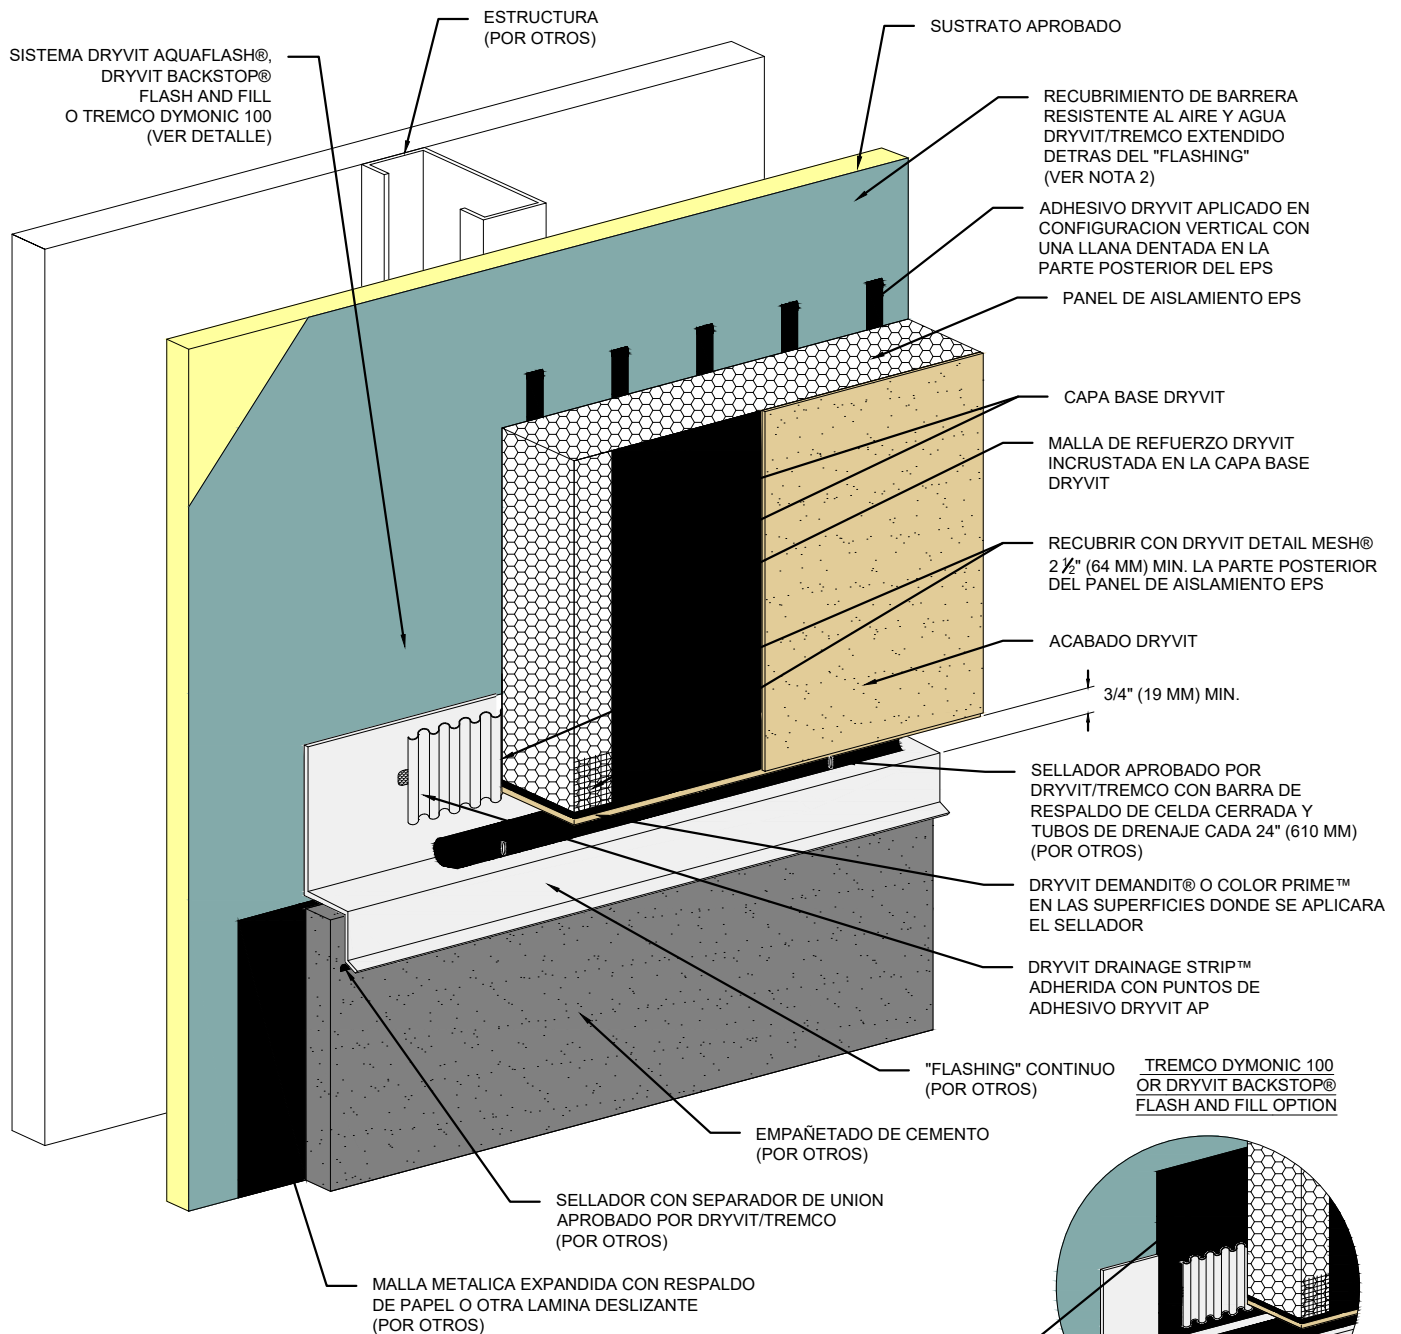 ESTRUCTURA
(POR OTROS)
SUSTRATO APROBADO
SISTEMA DRYVIT AQUAFLASH®,
DRYVIT BACKSTOP®
FLASH AND FILL
O TREMCO DYMONIC 100
(VER DETALLE)
RECUBRIMIENTO DE BARRERA
RESISTENTE AL AIRE Y AGUA
DRYVIT/TREMCO EXTENDIDO
DETRAS DEL "FLASHING"
(VER NOTA 2)
ADHESIVO DRYVIT APLICADO EN
CONFIGURACION VERTICAL CON
UNA LLANA DENTADA EN LA
PARTE POSTERIOR DEL EPS
PANEL DE AISLAMIENTO EPS
CAPA BASE DRYVIT
MALLA DE REFUERZO DRYVIT
INCRUSTADA EN LA CAPA BASE
DRYVIT
RECUBRIR CON DRYVIT DETAIL MESH®
2 ½" (64 MM) MIN. LA PARTE POSTERIOR
DEL PANEL DE AISLAMIENTO EPS
ACABADO DRYVIT
3/4" (19 MM) MIN.
SELLADOR APROBADO POR
DRYVIT/TREMCO CON BARRA DE
RESPALDO DE CELDA CERRADA Y
TUBOS DE DRENAJE CADA 24" (610 MM)
(POR OTROS)
DRYVIT DEMANDIT® O COLOR PRIME™
EN LAS SUPERFICIES DONDE SE APLICARA
EL SELLADOR
DRYVIT DRAINAGE STRIP™
ADHERIDA CON PUNTOS DE
ADHESIVO DRYVIT AP
"FLASHING" CONTINUO
(POR OTROS)
TREMCO DYMONIC 100
OR DRYVIT BACKSTOP®
FLASH AND FILL OPTION
EMPAÑETADO DE CEMENTO
(POR OTROS)
SELLADOR CON SEPARADOR DE UNION
APROBADO POR DRYVIT/TREMCO
(POR OTROS)
MALLA METALICA EXPANDIDA CON RESPALDO
DE PAPEL O OTRA LAMINA DESLIZANTE
(POR OTROS)